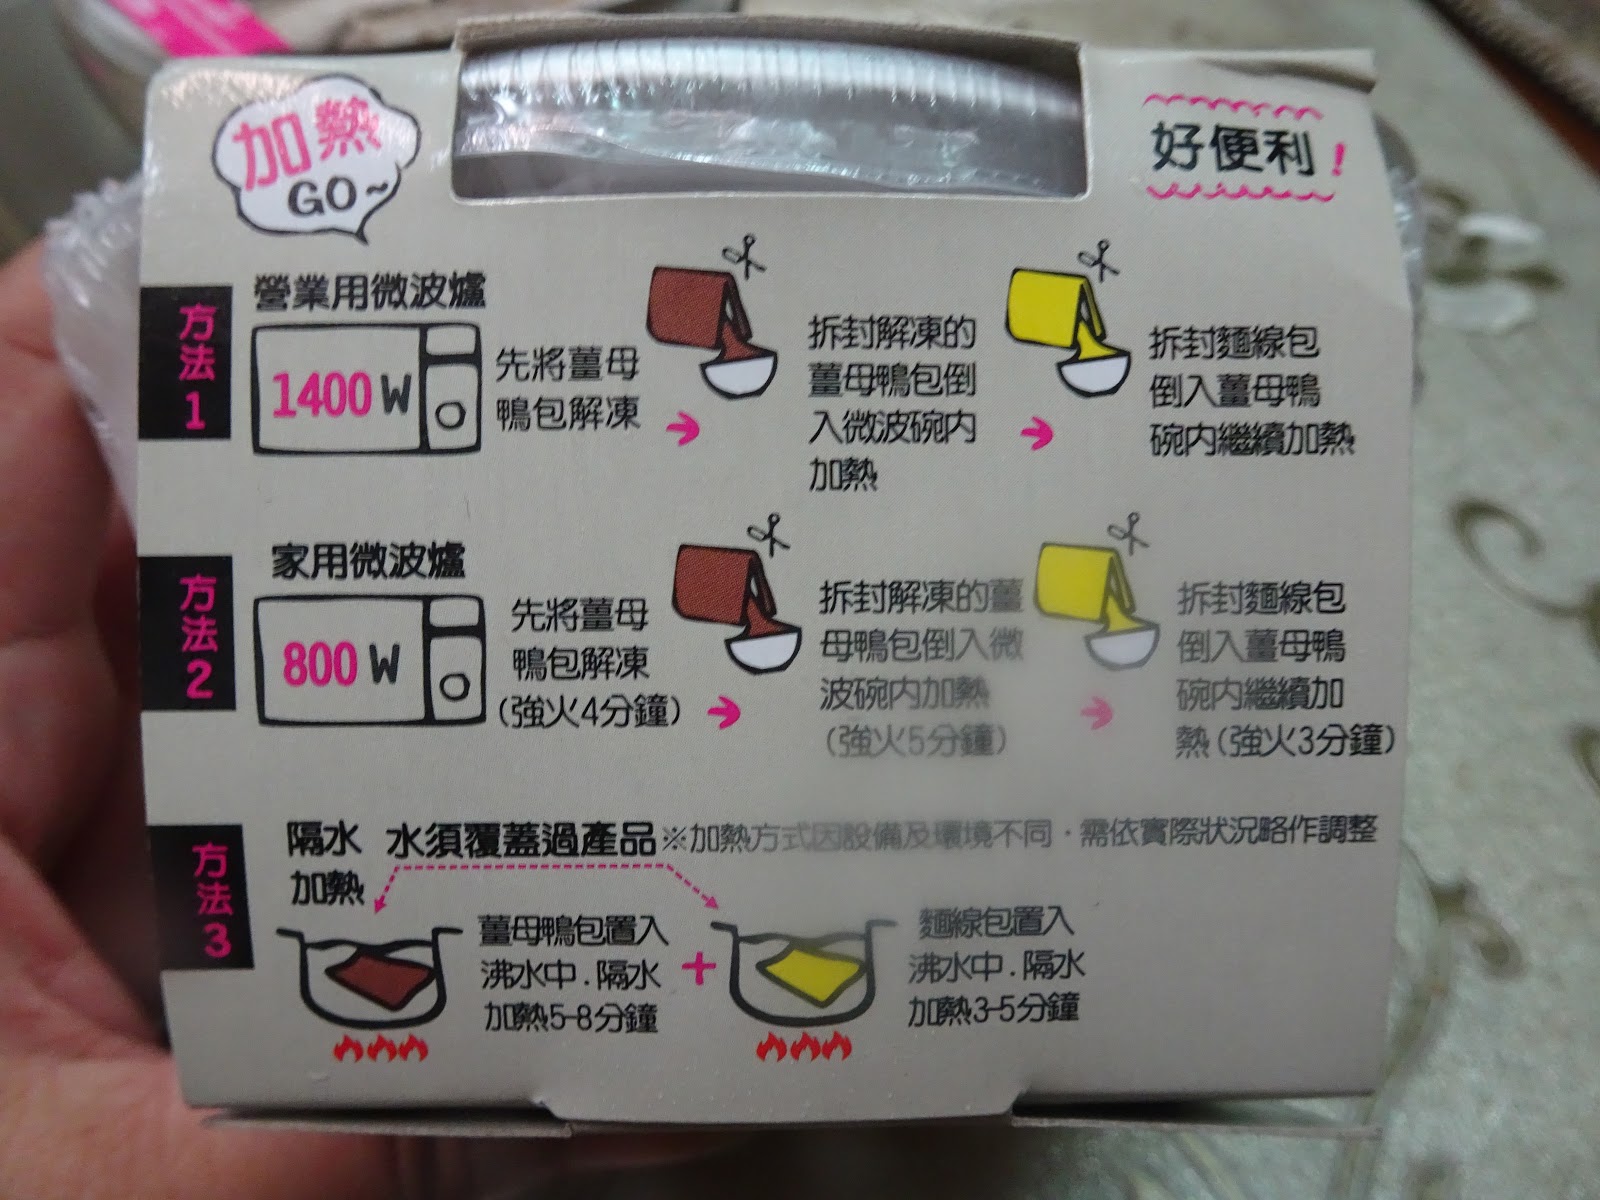 加熱
GO~
好便利!
方法1
營業用微波爐
1400W
先將薑母
鴨包解凍
拆封解凍的
薑母鴨包倒
入微波碗內
加熱
拆封麵線包
倒入薑母鴨
碗內繼續加熱
方法2
家用微波爐
800W
先將薑母
鴨包解凍
(強火4分鐘)
拆封解凍的薑
母鴨包倒入微
波碗內加熱
(強火5分鐘)
拆封麵線包
倒入薑母鴨
碗內繼續加
熱(強火3分鐘)
方法3
隔水
加熱
水須覆蓋過產品※加熱方式因設備及環境不同.需依實際狀況略作調整
薑母鴨包置入
沸水中.隔水
加熱5-8分鐘
+
麵線包置入
沸水中.隔水
加熱3-5分鐘